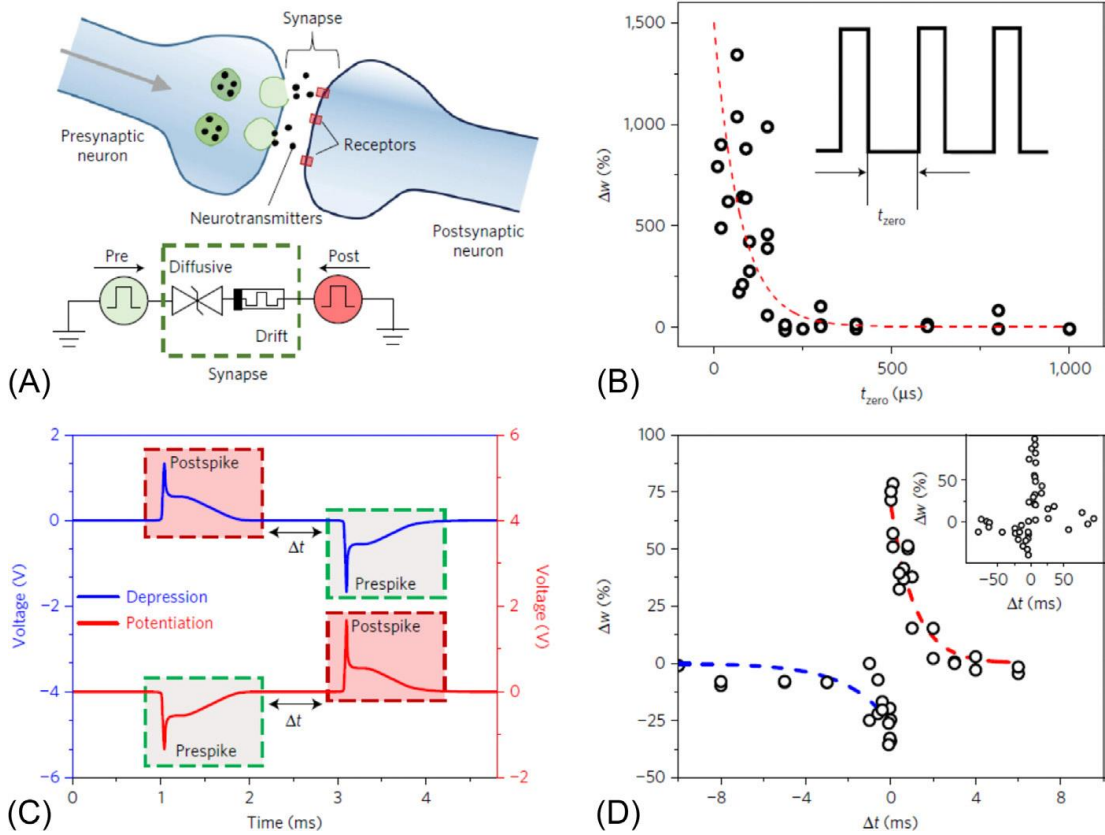 Synapse
Presynaptic
neuron
Receptors
Neurotransmitters
Postsynaptic
neuron
Pre
Diffusive
Post
Drift
Synapse
(A)
1,500
1,000
500
0
Δw (%)
t zero
0
500
1,000
t zero (μs)
(B)
2
0
−2
−4
−6
Voltage (V)
Postspike
Δt
Prespike
Depression
Potentiation
Postspike
Δt
Prespike
6
4
2
0
−2
Voltage (V)
0
1
2
3
4
Time (ms)
(C)
100
75
50
25
0
−25
−50
Δw (%)
50
0
Δw (%)
−50
0
50
Δt (ms)
−8
−4
0
4
8
Δt (ms)
(D)